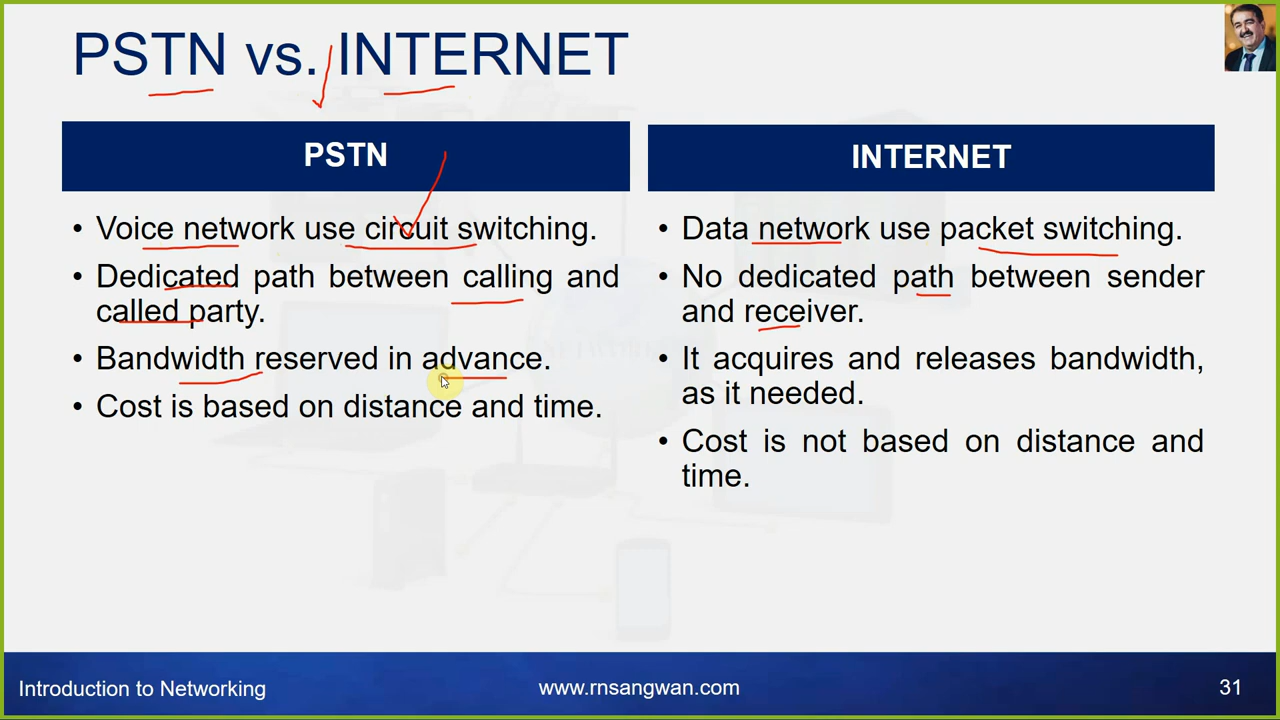 PSTN vs. INTERNET
PSTN
• Voice network use circuit switching.
• Dedicated path between calling and
called party.
• Bandwidth reserved in advance.
• Cost is based on distance and time.
INTERNET
• Data network use packet switching.
• No dedicated path between sender
and receiver.
• It acquires and releases bandwidth,
as it needed.
• Cost is not based on distance and
time.
Introduction to Networking
www.rnsangwan.com
31